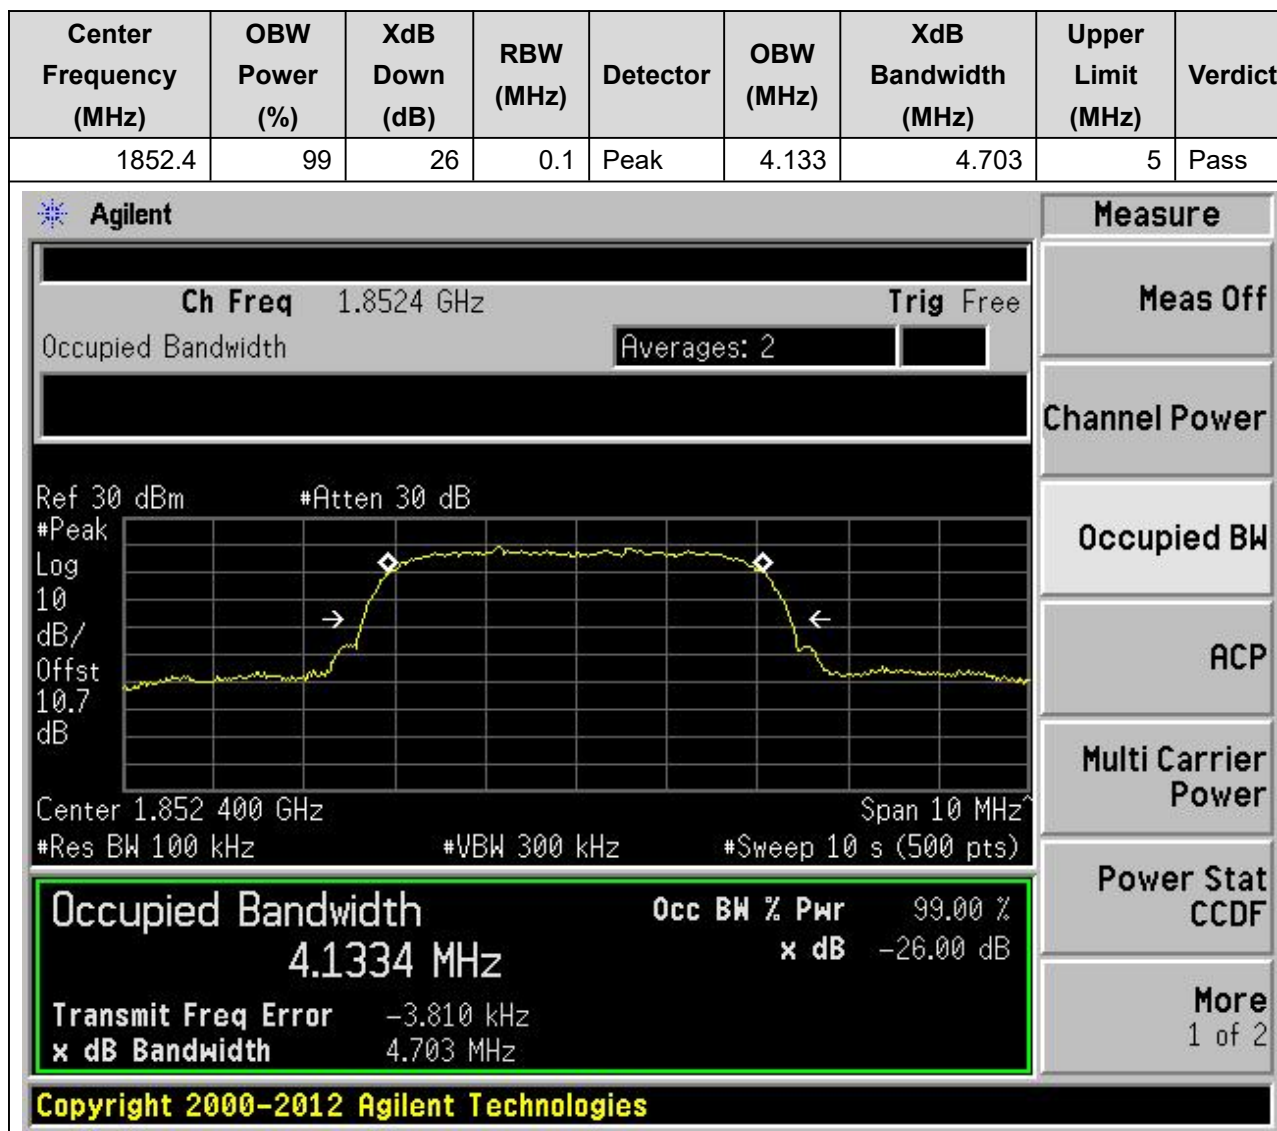 Center Frequency (MHz) OBW Power (%) XdB Down (dB) RBW (MHz) Detector OBW (MHz) XdB Bandwidth (MHz) Upper Limit (MHz) Verdict
1852.4 99 26 0.1 Peak 4.133 4.703 5 Pass
Agilent
Ch Freq 1.8524 GHz Trig Free
Occupied Bandwidth Averages: 2
Ref 30 dBm #Atten 30 dB
#Peak
Log
10
dB/
Offst
10.7
dB
Center 1.852 400 GHz Span 10 MHz^
#Res BW 100 kHz #VBW 300 kHz #Sweep 10 s (500 pts)
Occupied Bandwidth Occ BW % Pwr 99.00 %
4.1334 MHz x dB -26.00 dB
Transmit Freq Error -3.810 kHz
x dB Bandwidth 4.703 MHz
Copyright 2000-2012 Agilent Technologies
Measure
Meas Off
Channel Power
Occupied BW
ACP
Multi Carrier
Power
Power Stat
CCDF
More
1 of 2